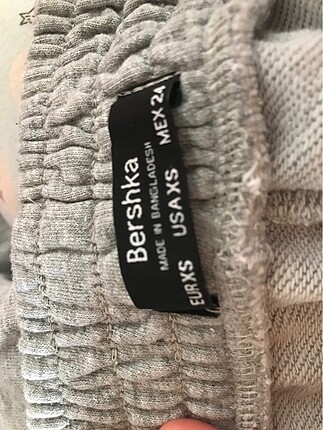 Bershka
MADE IN BANGLADESH
EUR XS USA XS MEX 24